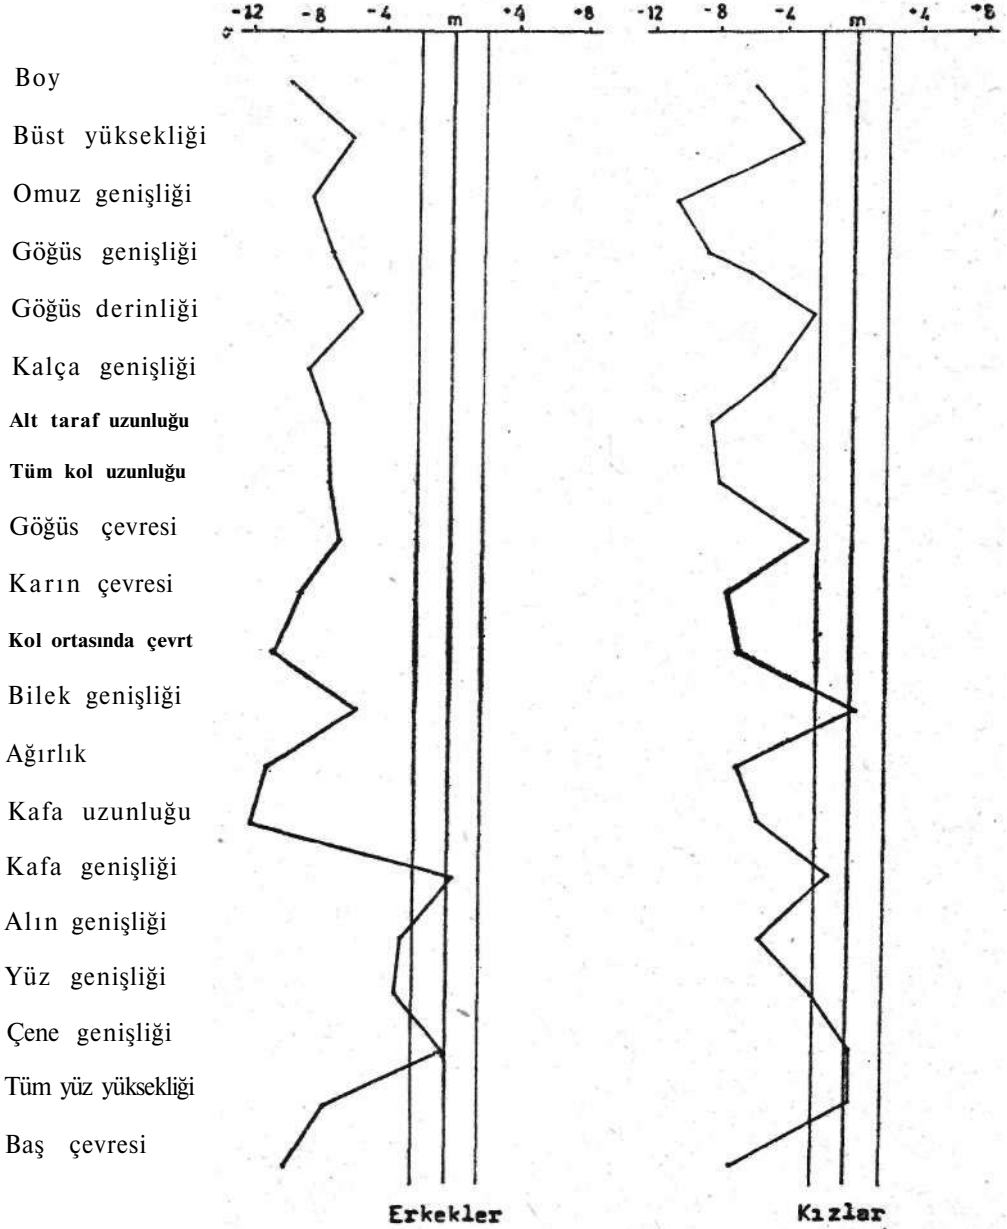 -12 -8 -4 m +4 +8 -12 -8 -4 m +4 +8
σ
Boy
Büst yüksekliği
Omuz genişliği
Göğüs genişliği
Göğüs derinliği
Kalça genişliği
Alt taraf uzunluğu
Tüm kol uzunluğu
Göğüs çevresi
Karın çevresi
Kol ortasında çevrt
Bilek genişliği
Ağırlık
Kafa uzunluğu
Kafa genişliği
Alın genişliği
Yüz genişliği
Çene genişliği
Tüm yüz yüksekliği
Baş çevresi
Erkekler Kızlar